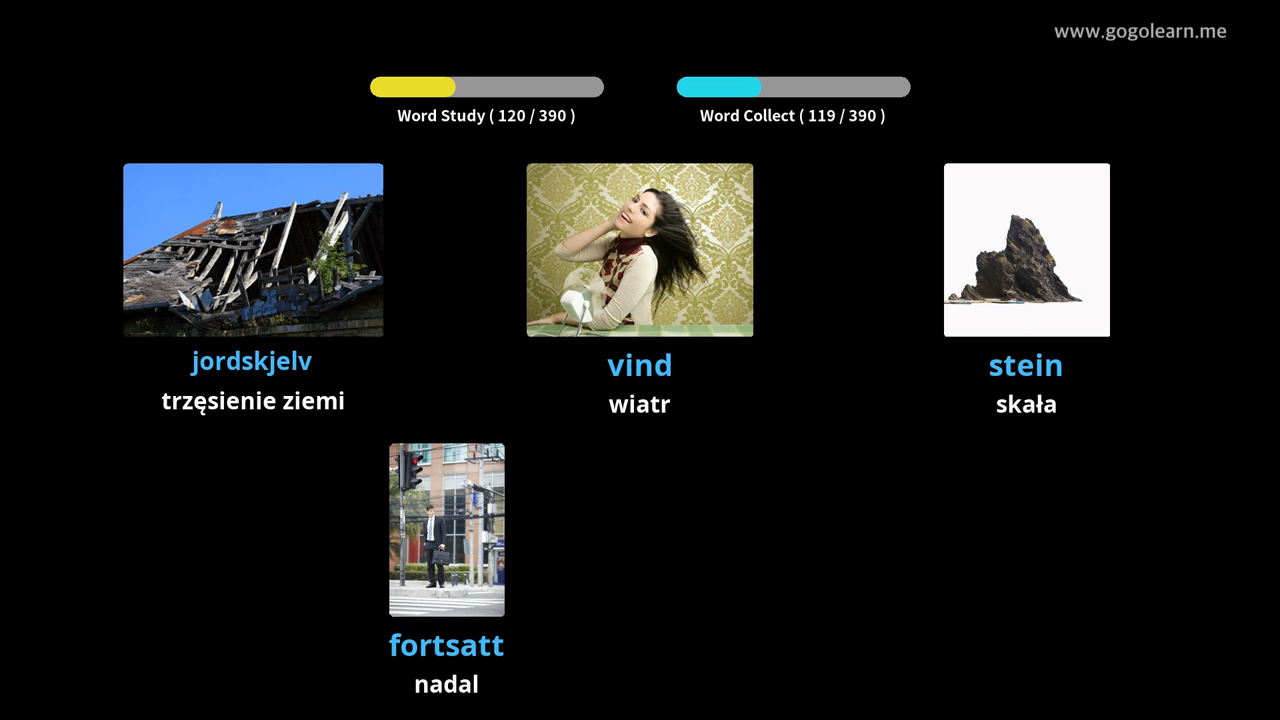 www.gogolearn.me
Word Study ( 120 / 390 )
Word Collect ( 119 / 390 )
jordskjelv
trzęsienie ziemi
vind
wiatr
stein
skała
fortsatt
nadal